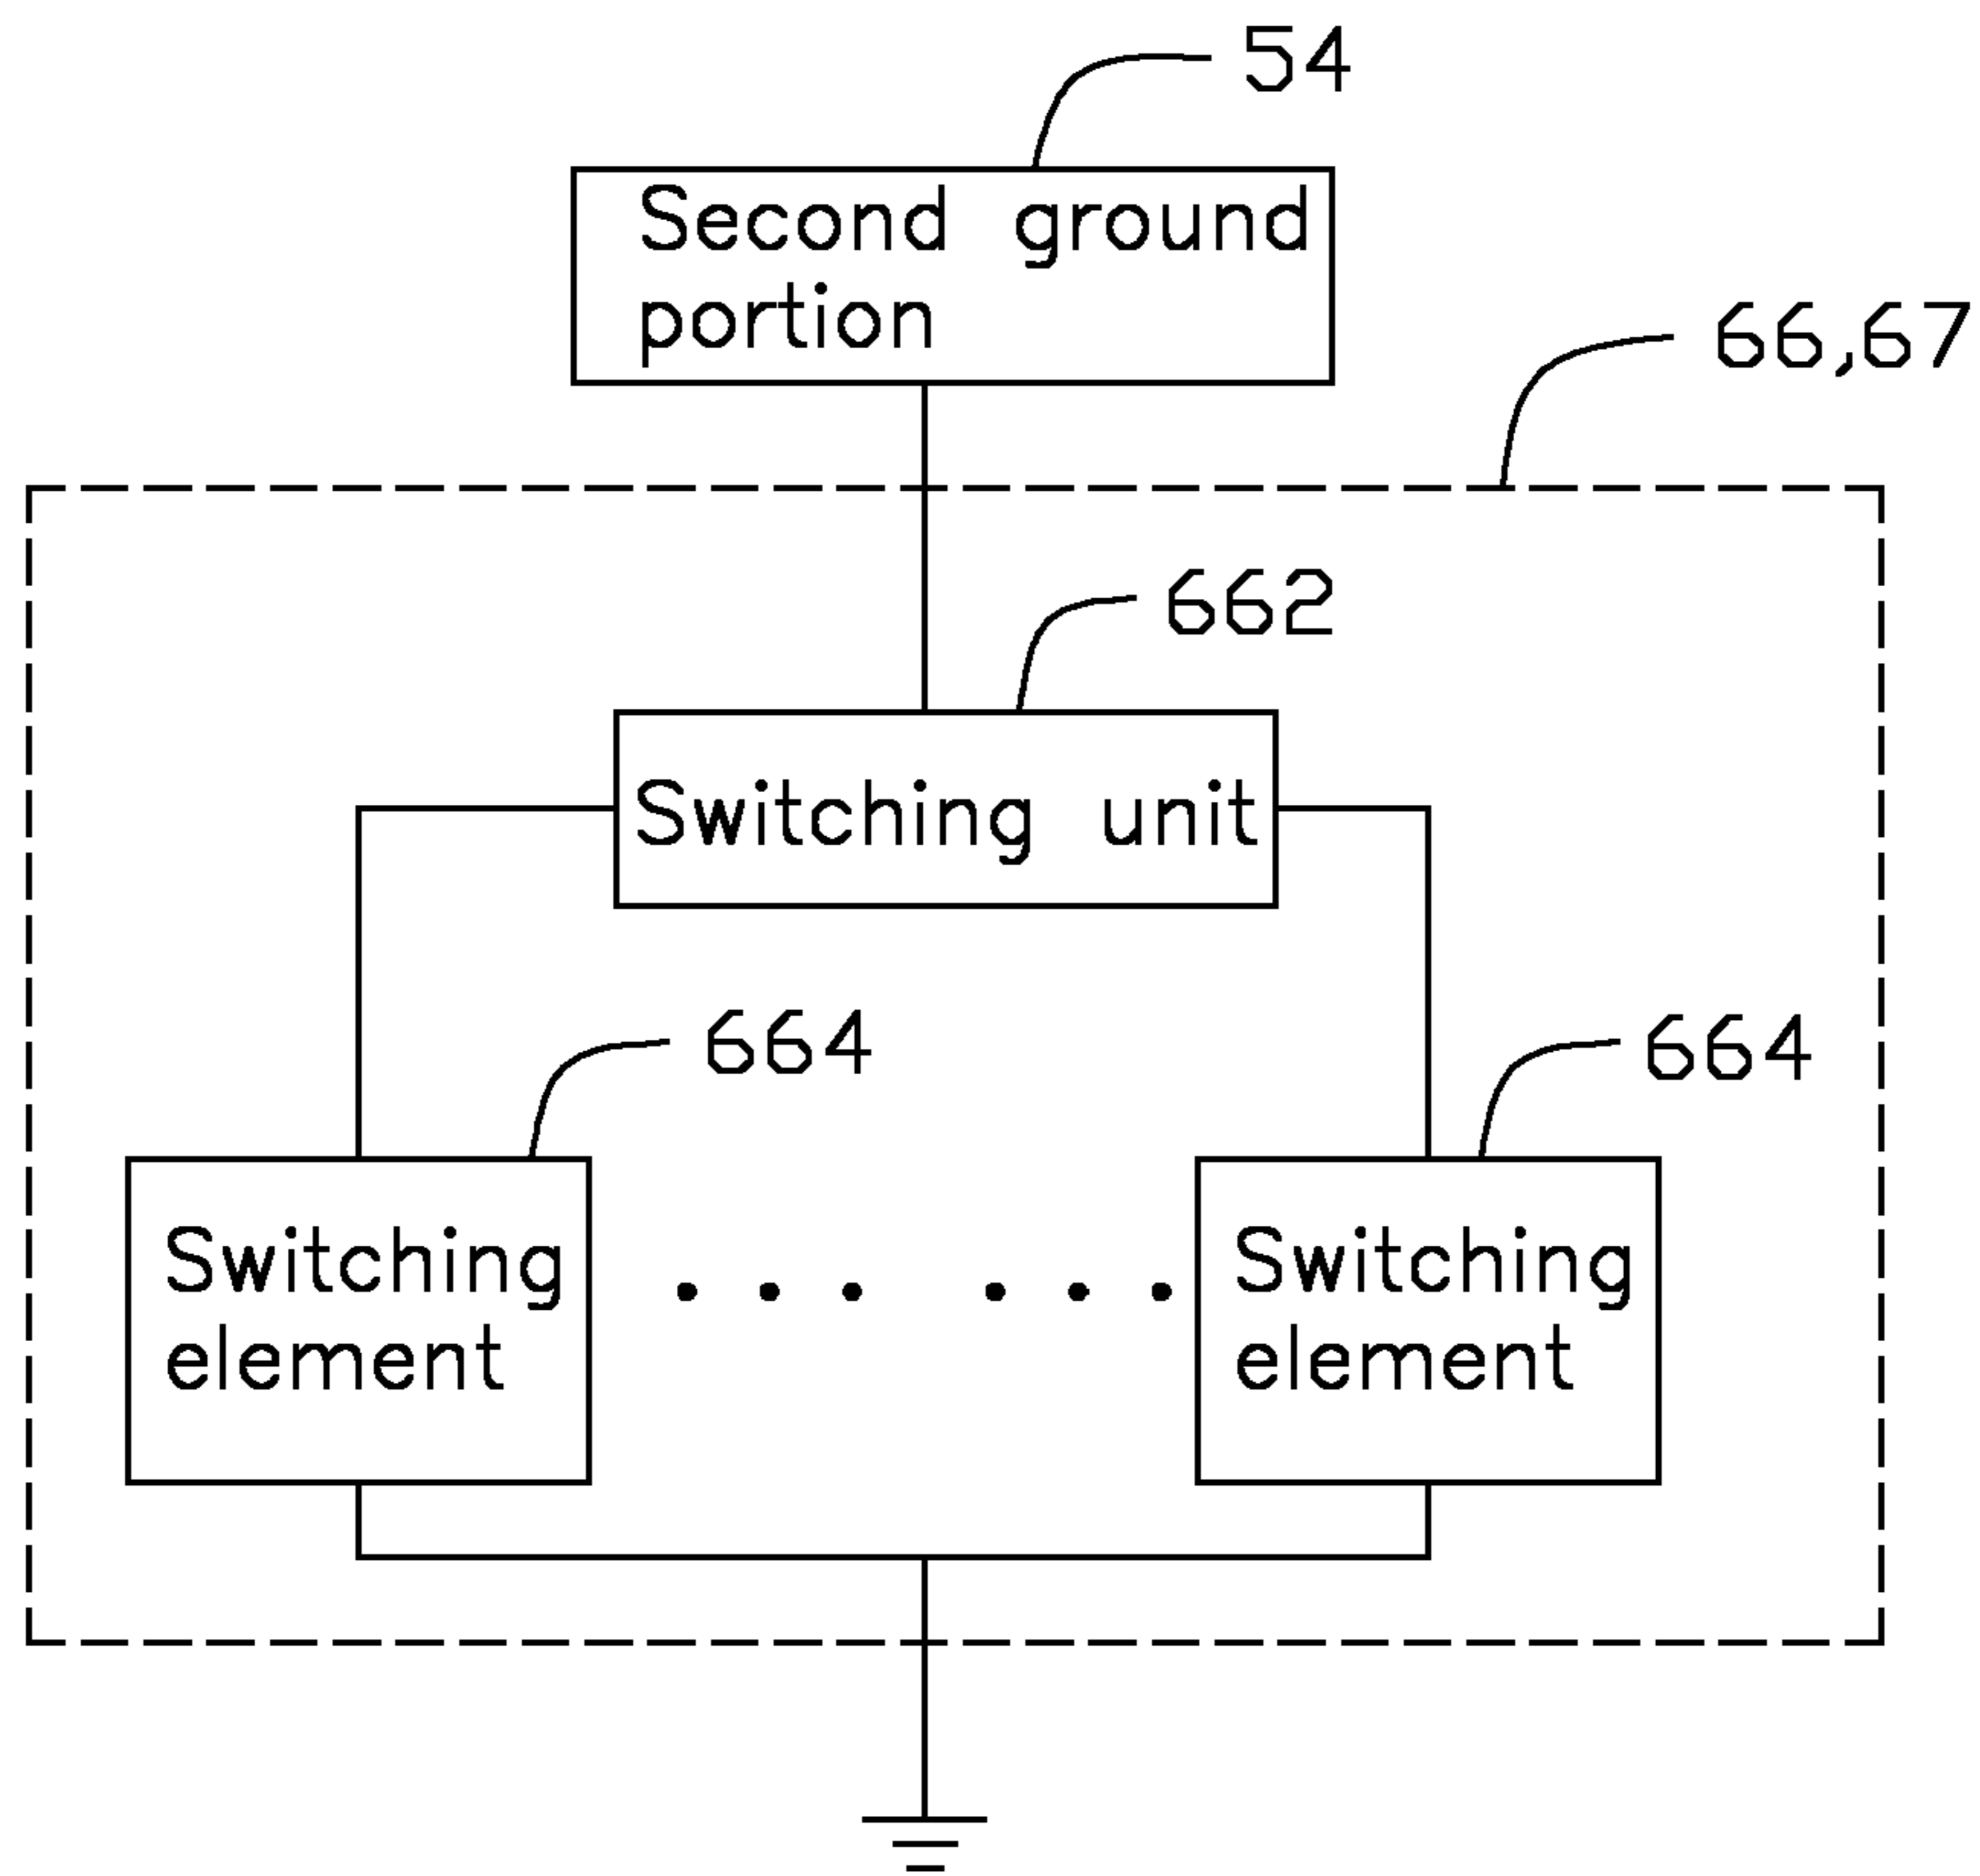 54
Second ground
portion
66,67
662
Switching unit
664
664
Switching
element
Switching
element